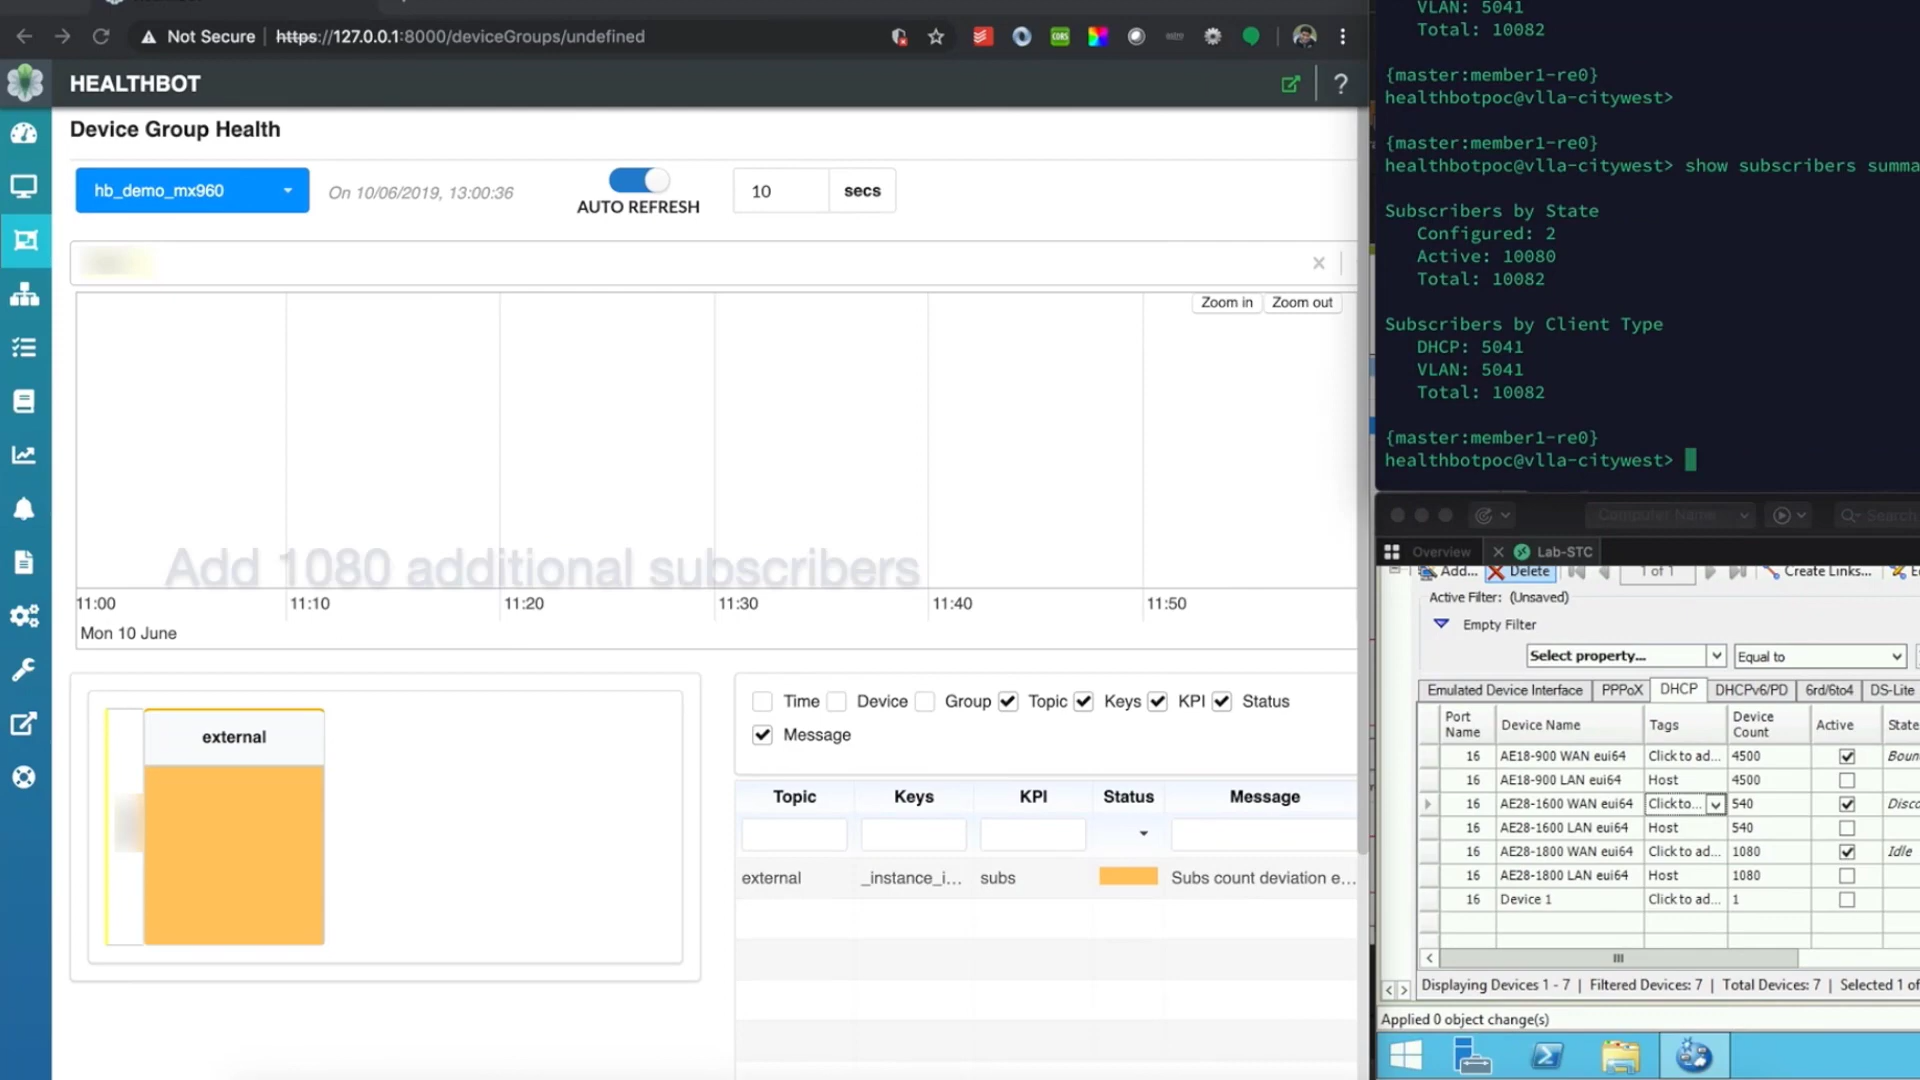 Not Secure
https://127.0.0.1:8000/deviceGroups/undefined
HEALTHBOT
?
Device Group Health
hb_demo_mx960
On 10/06/2019, 13:00:36
AUTO REFRESH
10
secs
Zoom in
Zoom out
Add 1080 additional subscribers
11:00
11:10
11:20
11:30
11:40
11:50
Mon 10 June
external
Time Device Group Topic Keys KPI Status
Message
Topic Keys KPI Status Message
external _instance_i... subs Subs count deviation e...
VLAN: 5041
Total: 10082
{master:member1-re0}
healthbotpoc@vlla-citywest>
{master:member1-re0}
healthbotpoc@vlla-citywest> show subscribers summa
Subscribers by State
Configured: 2
Active: 10080
Total: 10082
Subscribers by Client Type
DHCP: 5041
VLAN: 5041
Total: 10082
{master:member1-re0}
healthbotpoc@vlla-citywest>
Computer Name
Search
Overview
Lab-STC
Add... Delete 1 of 1 Create Links...
Active Filter: (Unsaved)
Empty Filter
Select property... Equal to
Emulated Device Interface PPPoX DHCP DHCPv6/PD 6rd/6to4 DS-Lite
Port Name Device Name Tags Device Count Active State
16 AE18-900 WAN eui64 Click to ad... 4500 Boun
16 AE18-900 LAN eui64 Host 4500
16 AE28-1600 WAN eui64 Click to... 540 Disco
16 AE28-1600 LAN eui64 Host 540
16 AE28-1800 WAN eui64 Click to ad... 1080 Idle
16 AE28-1800 LAN eui64 Host 1080
16 Device 1 Click to ad... 1
Displaying Devices 1 - 7 | Filtered Devices: 7 | Total Devices: 7 | Selected 1 of
Applied 0 object change(s)